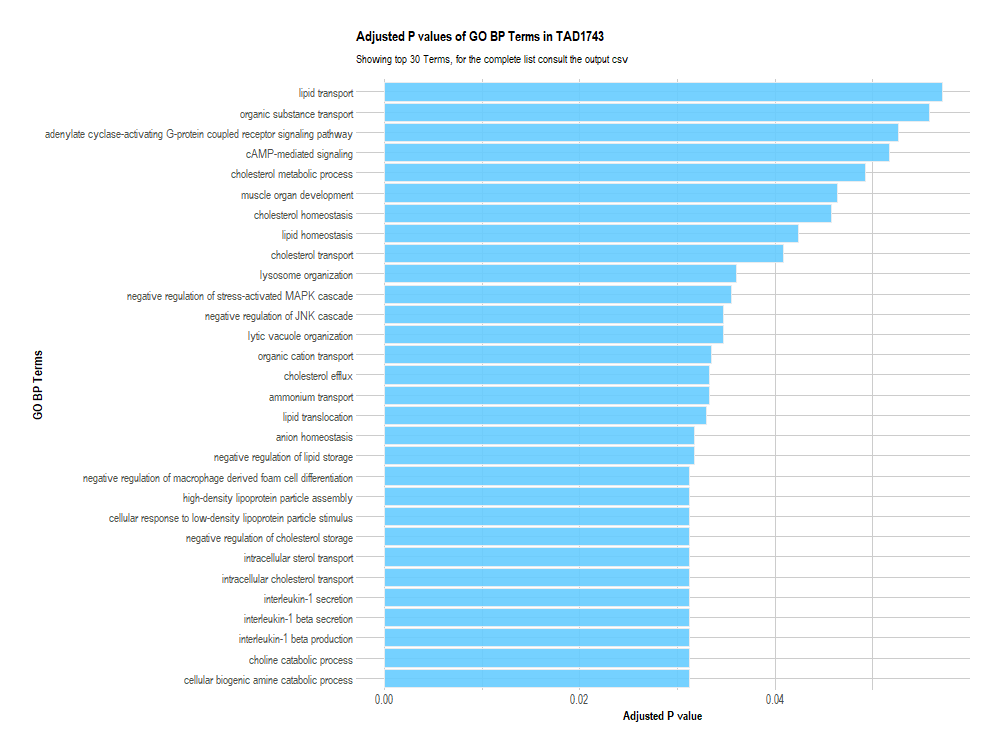 Adjusted P values of GO BP Terms in TAD1743
Showing top 30 Terms, for the complete list consult the output csv
lipid transport
organic substance transport
adenylate cyclase-activating G-protein coupled receptor signaling pathway
cAMP-mediated signaling
cholesterol metabolic process
muscle organ development
cholesterol homeostasis
lipid homeostasis
cholesterol transport
lysosome organization
negative regulation of stress-activated MAPK cascade
negative regulation of JNK cascade
lytic vacuole organization
organic cation transport
cholesterol efflux
ammonium transport
lipid translocation
anion homeostasis
negative regulation of lipid storage
negative regulation of macrophage derived foam cell differentiation
high-density lipoprotein particle assembly
cellular response to low-density lipoprotein particle stimulus
negative regulation of cholesterol storage
intracellular sterol transport
intracellular cholesterol transport
interleukin-1 secretion
interleukin-1 beta secretion
interleukin-1 beta production
choline catabolic process
cellular biogenic amine catabolic process
GO BP Terms
0.00 0.02 0.04
Adjusted P value